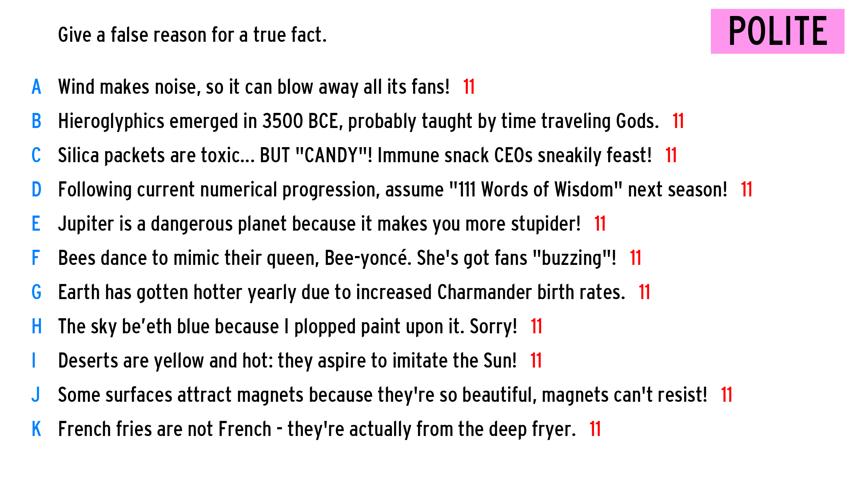 Give a false reason for a true fact.
POLITE
A Wind makes noise, so it can blow away all its fans! 11
B Hieroglyphics emerged in 3500 BCE, probably taught by time traveling Gods. 11
C Silica packets are toxic... BUT "CANDY"! Immune snack CEOs sneakily feast! 11
D Following current numerical progression, assume "111 Words of Wisdom" next season! 11
E Jupiter is a dangerous planet because it makes you more stupider! 11
F Bees dance to mimic their queen, Bee-yoncé. She's got fans "buzzing"! 11
G Earth has gotten hotter yearly due to increased Charmander birth rates. 11
H The sky be’eth blue because I plopped paint upon it. Sorry! 11
I Deserts are yellow and hot: they aspire to imitate the Sun! 11
J Some surfaces attract magnets because they're so beautiful, magnets can't resist! 11
K French fries are not French - they're actually from the deep fryer. 11